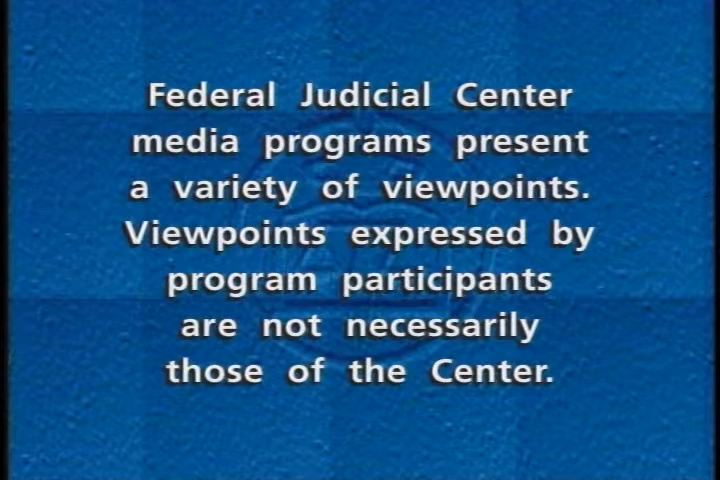 Federal Judicial Center
media programs present
a variety of viewpoints.
Viewpoints expressed by
program participants
are not necessarily
those of the Center.